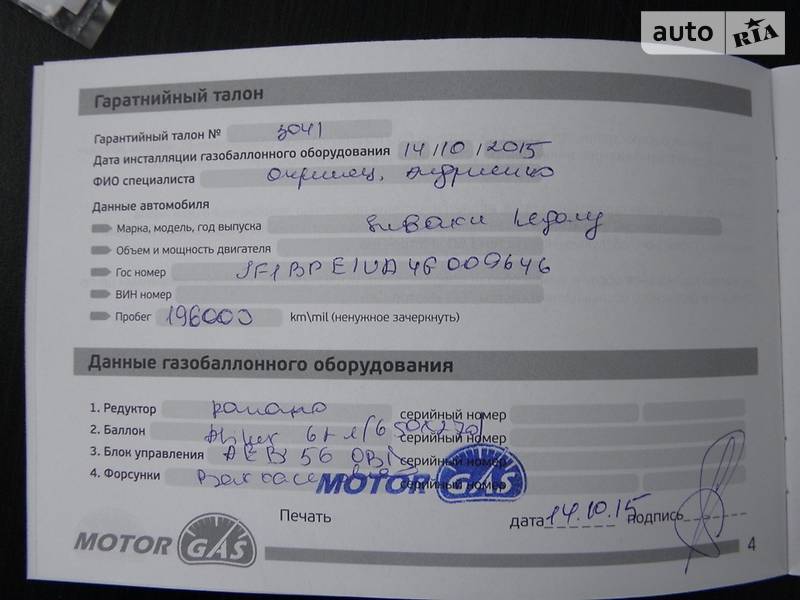 auto RIA
Гаратнийный талон
Гарантийный талон № 3041
Дата инсталляции газобаллонного оборудования 14/10/2015
ФИО специалиста
Данные автомобиля
Марка, модель, год выпуска
Объем и мощность двигателя
Гос номер JF1BPEIUA46009646
ВИН номер
Пробег 196000 km\mil (ненужное зачеркнуть)
Данные газобаллонного оборудования
1. Редуктор серийный номер
2. Баллон серийный номер
3. Блок управления AEB 56 OBD серийный номер
4. Форсунки серийный номер
MOTOR GAS
Печать
дата 14.10.15 подпись
MOTOR GAS
4